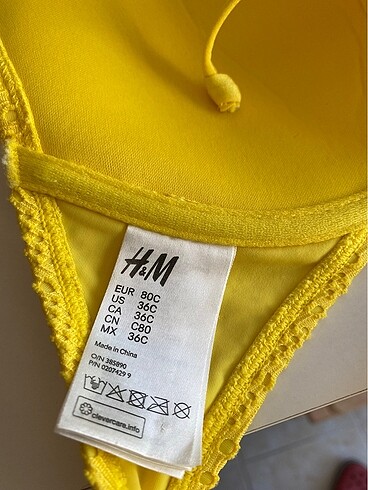 H&M
EUR 80C
US 36C
CA 36C
CN C80
MX 36C
Made in China
O/N 385890
P/N 0207429 9
clevercare.info